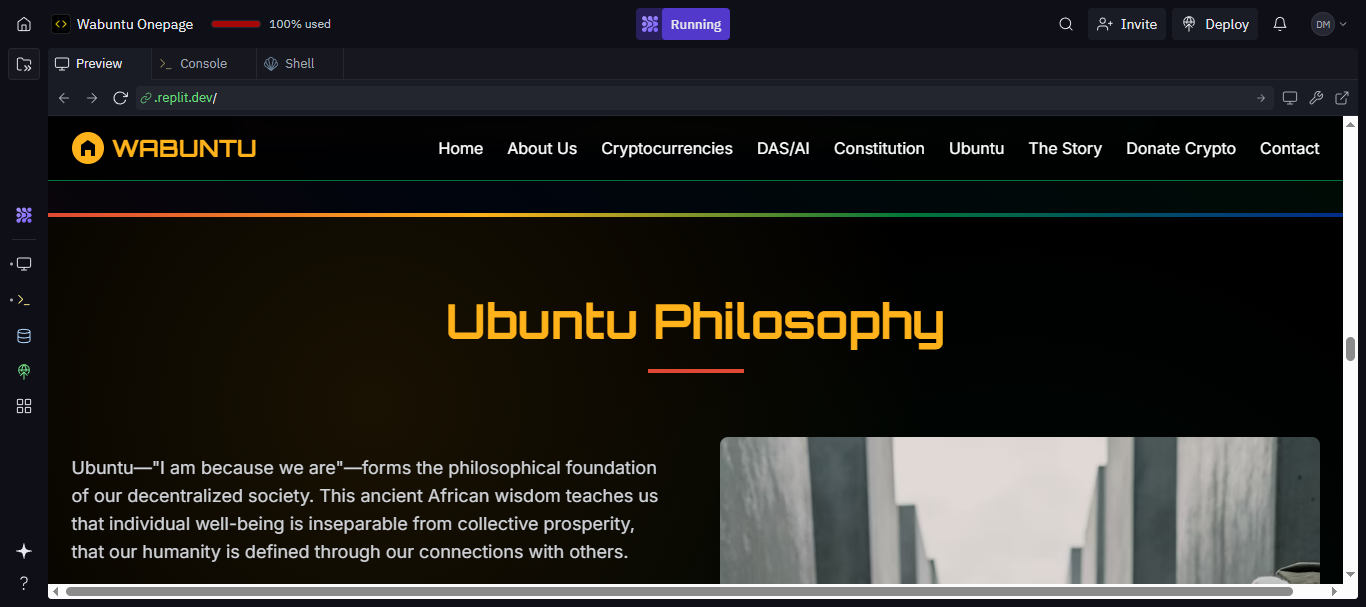 Wabuntu Onepage
100% used
Running
Invite
Deploy
DM
Preview
Console
Shell
.replit.dev/
WABUNTU
Home
About Us
Cryptocurrencies
DAS/AI
Constitution
Ubuntu
The Story
Donate Crypto
Contact
Ubuntu Philosophy
Ubuntu—"I am because we are"—forms the philosophical foundation
of our decentralized society. This ancient African wisdom teaches us
that individual well-being is inseparable from collective prosperity,
that our humanity is defined through our connections with others.